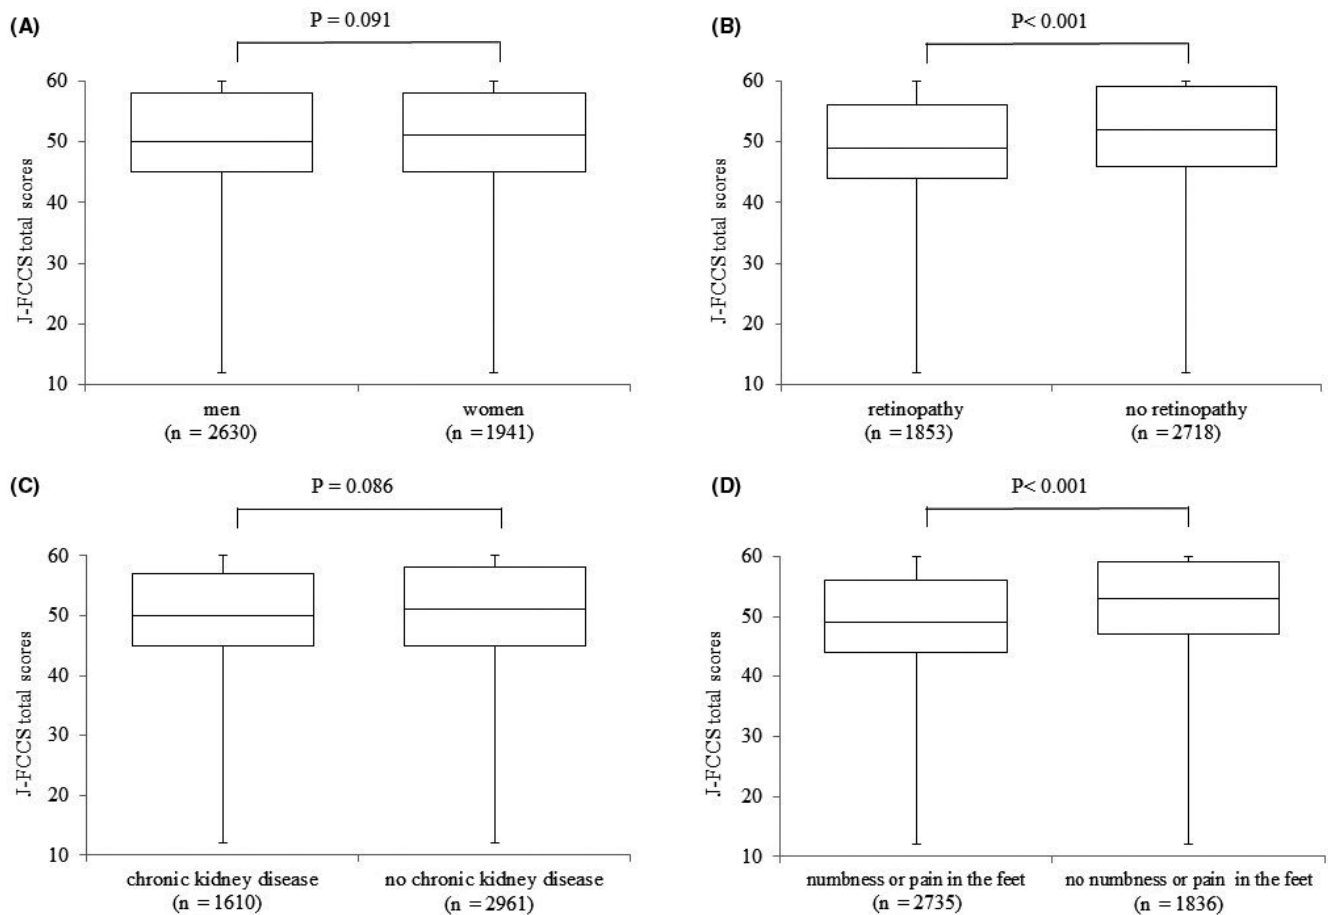 (A)
P = 0.091
J-FCCS total scores
60
50
40
30
20
10
men
(n = 2630)
women
(n =1941)
(B)
P< 0.001
J-FCCS total scores
60
50
40
30
20
10
retinopathy
(n =1853)
no retinopathy
(n = 2718)
(C)
P = 0.086
J-FCCS total scores
60
50
40
30
20
10
chronic kidney disease
(n =1610)
no chronic kidney disease
(n = 2961)
(D)
P< 0.001
J-FCCS total scores
60
50
40
30
20
10
numbness or pain in the feet
(n =2735)
no numbness or pain in the feet
(n = 1836)